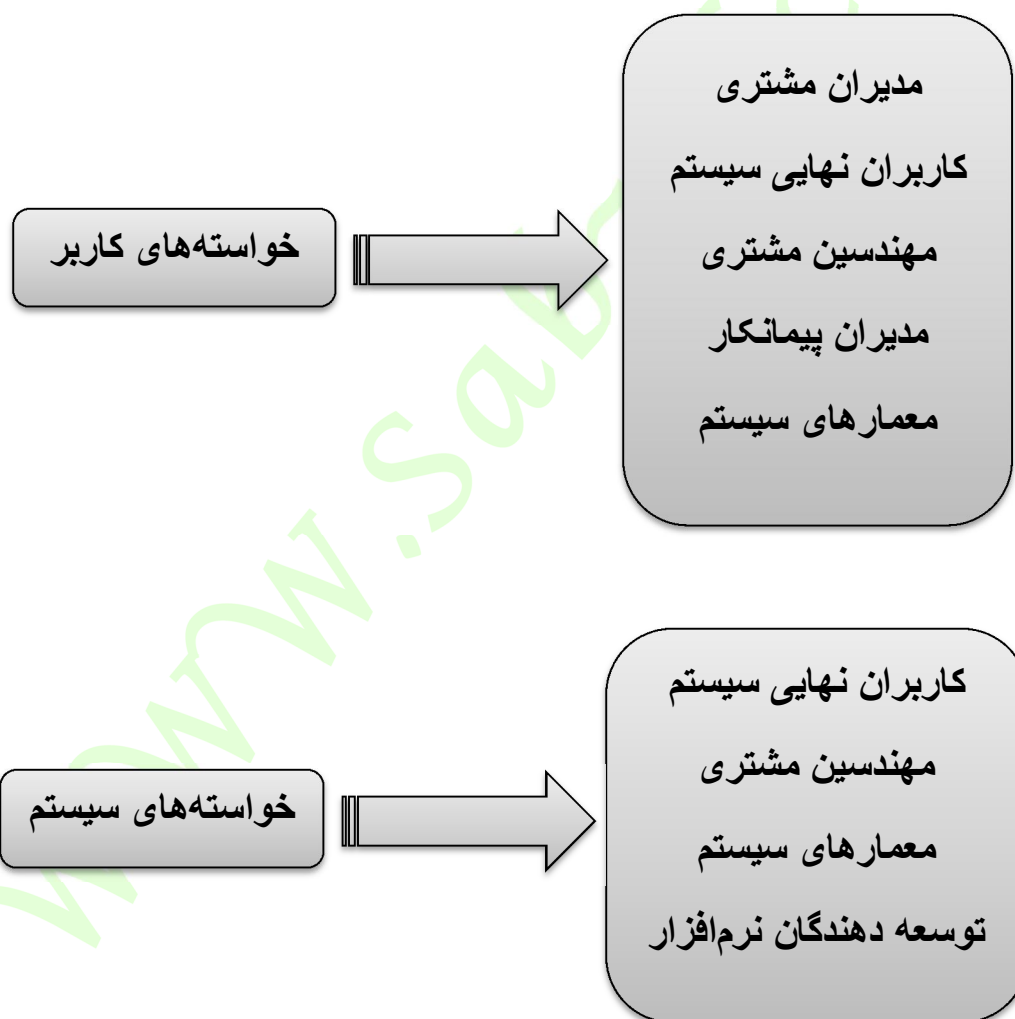 خواسته‌های کاربر
مدیران مشتری
کاربران نهایی سیستم
مهندسین مشتری
مدیران پیمانکار
معمارهای سیستم
خواسته‌های سیستم
کاربران نهایی سیستم
مهندسین مشتری
معمارهای سیستم
توسعه دهندگان نرم‌افزار